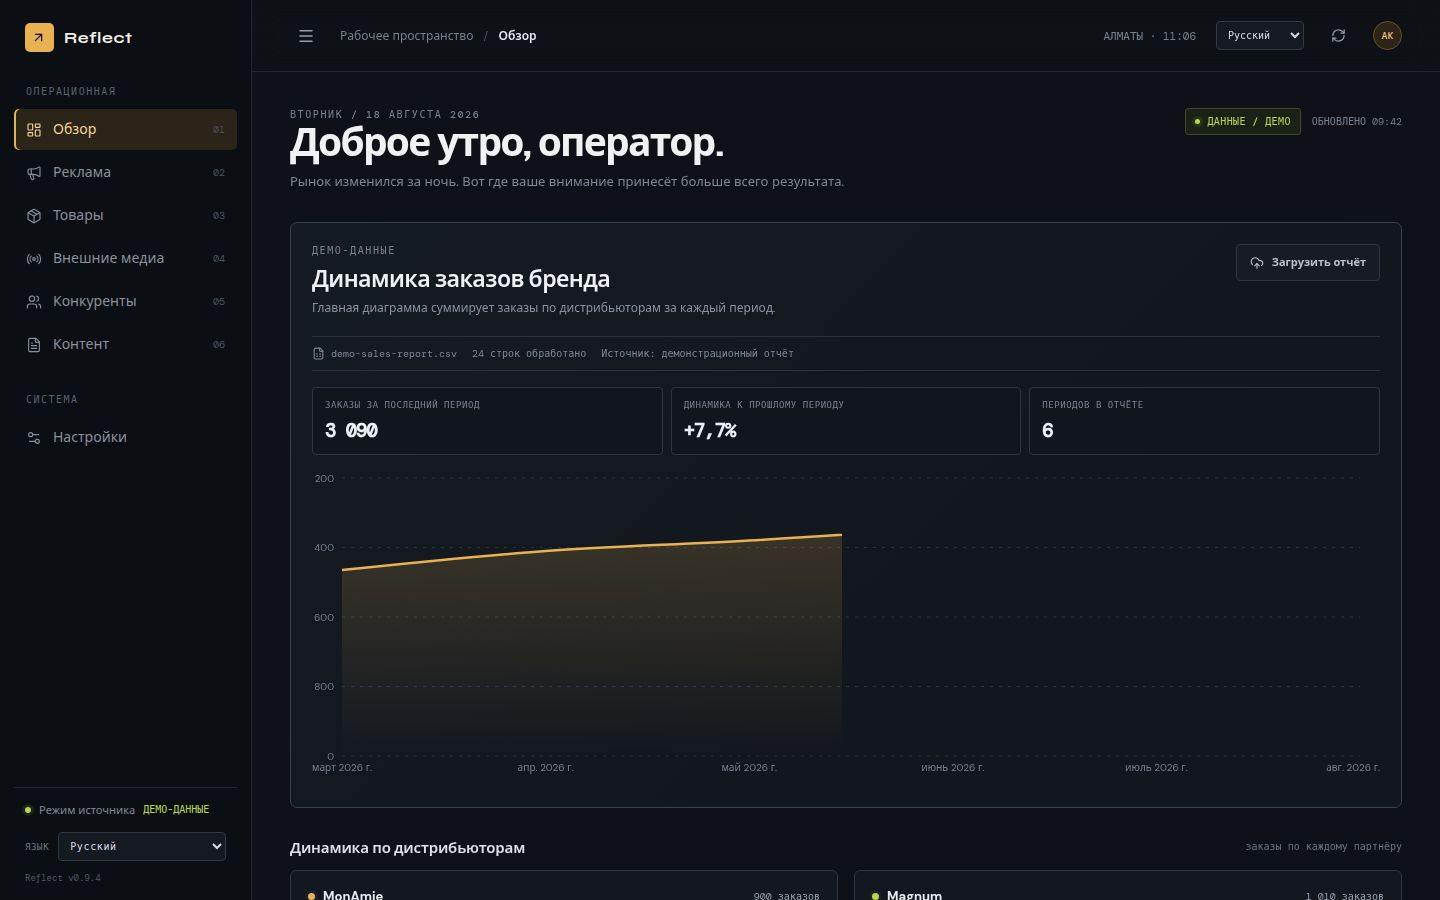 Reflect
ОПЕРАЦИОННАЯ
Обзор 01
Реклама 02
Товары 03
Внешние медиа 04
Конкуренты 05
Контент 06
СИСТЕМА
Настройки
Режим источника ДЕМО-ДАННЫЕ
ЯЗЫК Русский
Reflect v0.9.4
Рабочее пространство / Обзор
АЛМАТЫ · 11:06 Русский АК
ВТОРНИК / 18 АВГУСТА 2026
Доброе утро, оператор.
Рынок изменился за ночь. Вот где ваше внимание принесёт больше всего результата.
ДАННЫЕ / ДЕМО ОБНОВЛЕНО 09:42
ДЕМО-ДАННЫЕ
Динамика заказов бренда
Главная диаграмма суммирует заказы по дистрибьюторам за каждый период.
Загрузить отчёт
demo-sales-report.csv 24 строк обработано Источник: демонстрационный отчёт
ЗАКАЗЫ ЗА ПОСЛЕДНИЙ ПЕРИОД
3 090
ДИНАМИКА К ПРОШЛОМУ ПЕРИОДУ
+7,7%
ПЕРИОДОВ В ОТЧЁТЕ
6
200
400
600
800
0
март 2026 г. апр. 2026 г. май 2026 г. июнь 2026 г. июль 2026 г. авг. 2026 г.
Динамика по дистрибьюторам
заказы по каждому партнёру
MonAmie 900 заказов
Magnum 1 010 заказов